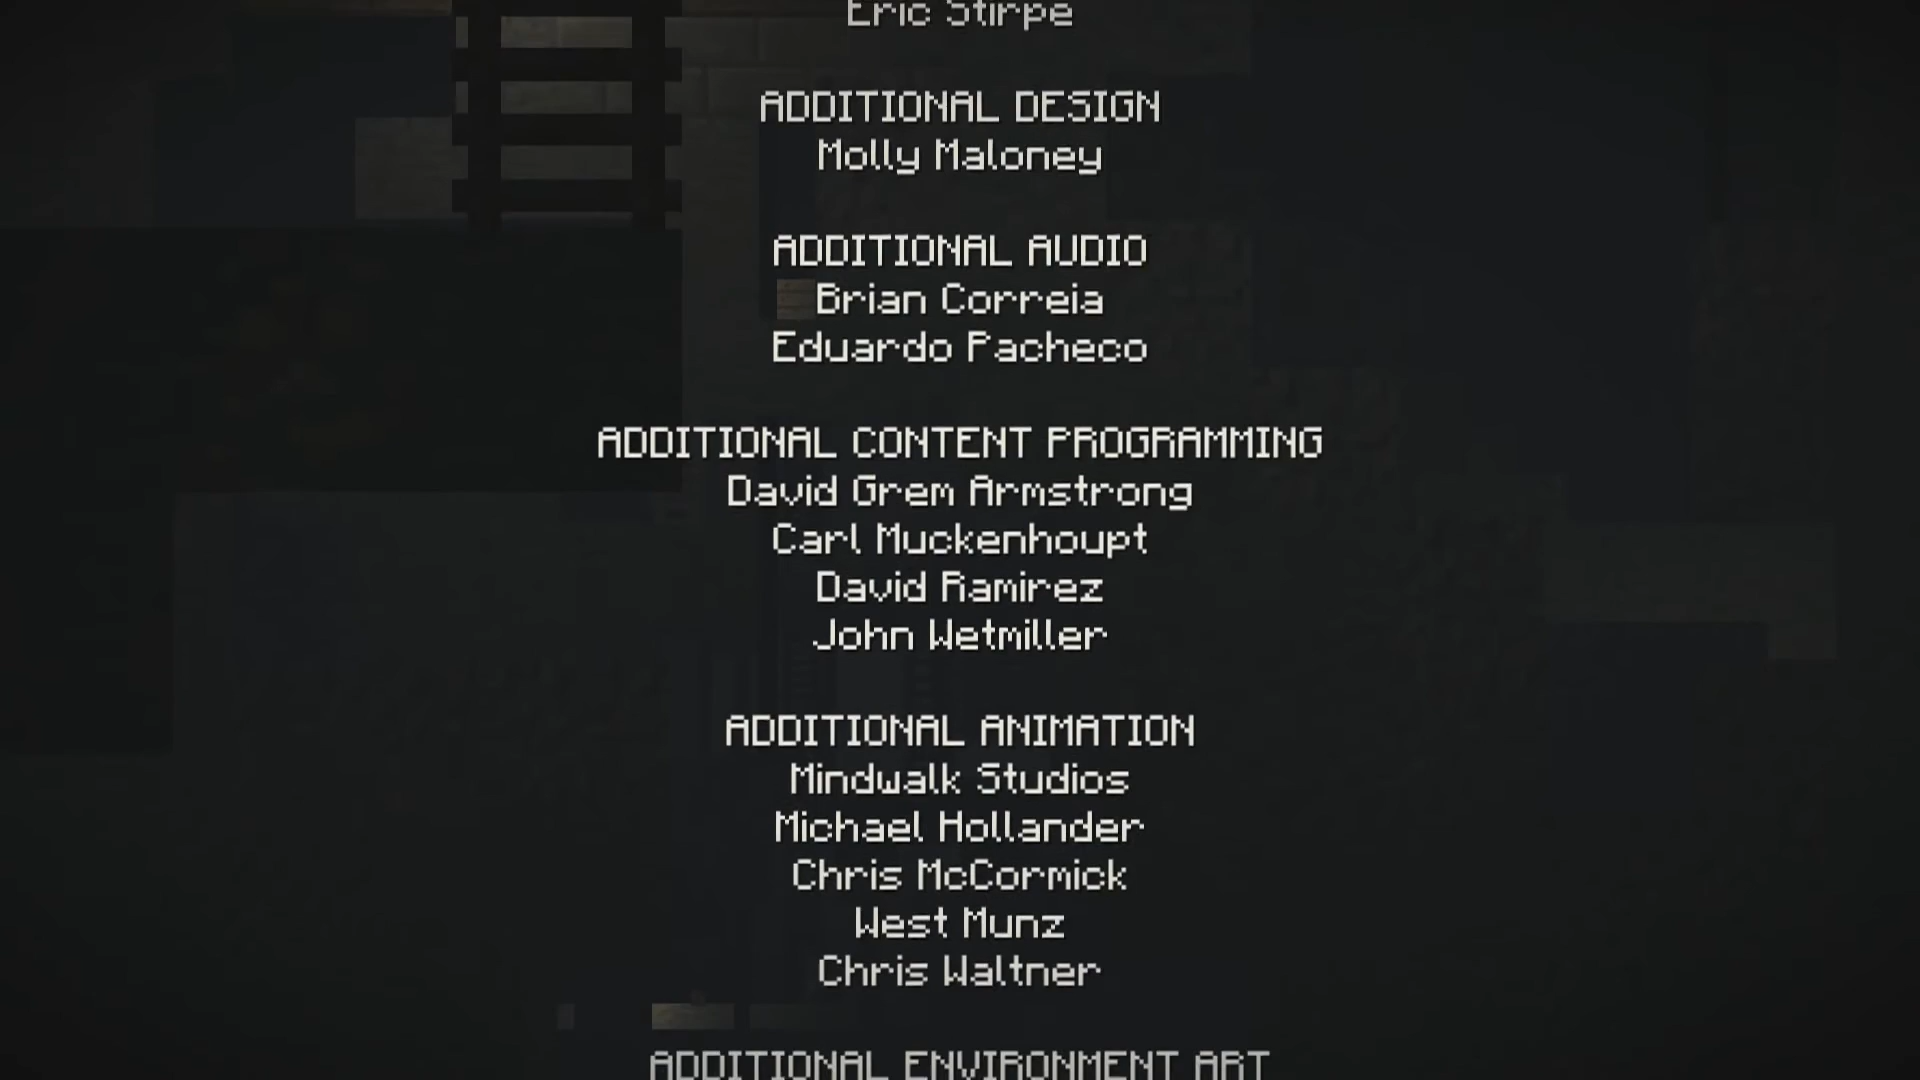 Eric Stirpe
ADDITIONAL DESIGN
Molly Maloney
ADDITIONAL AUDIO
Brian Correia
Eduardo Pacheco
ADDITIONAL CONTENT PROGRAMMING
David Grem Armstrong
Carl Muckenhoupt
David Ramirez
John Wetmiller
ADDITIONAL ANIMATION
Mindwalk Studios
Michael Hollander
Chris McCormick
West Munz
Chris Waltner
ADDITIONAL ENVIRONMENT ART